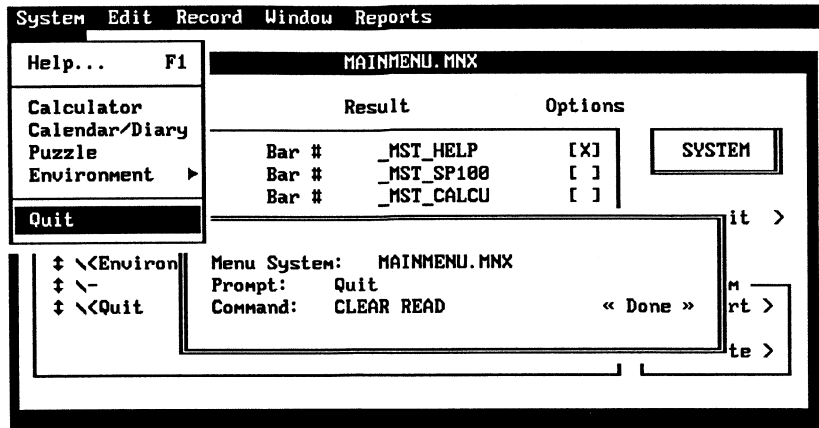 System Edit Record Window Reports
Help... F1 MAINMENU.MNX
Calculator Result Options
Calendar/Diary
Puzzle Bar # _MST_HELP [X] SYSTEM
Environment ▶ Bar # _MST_SP100 [ ]
Bar # _MST_CALCU [ ]
Quit it >
↕ \<Environ Menu System: MAINMENU.MNX
↕ \- Prompt: Quit M
↕ \<Quit Command: CLEAR READ « Done » rt >
te >